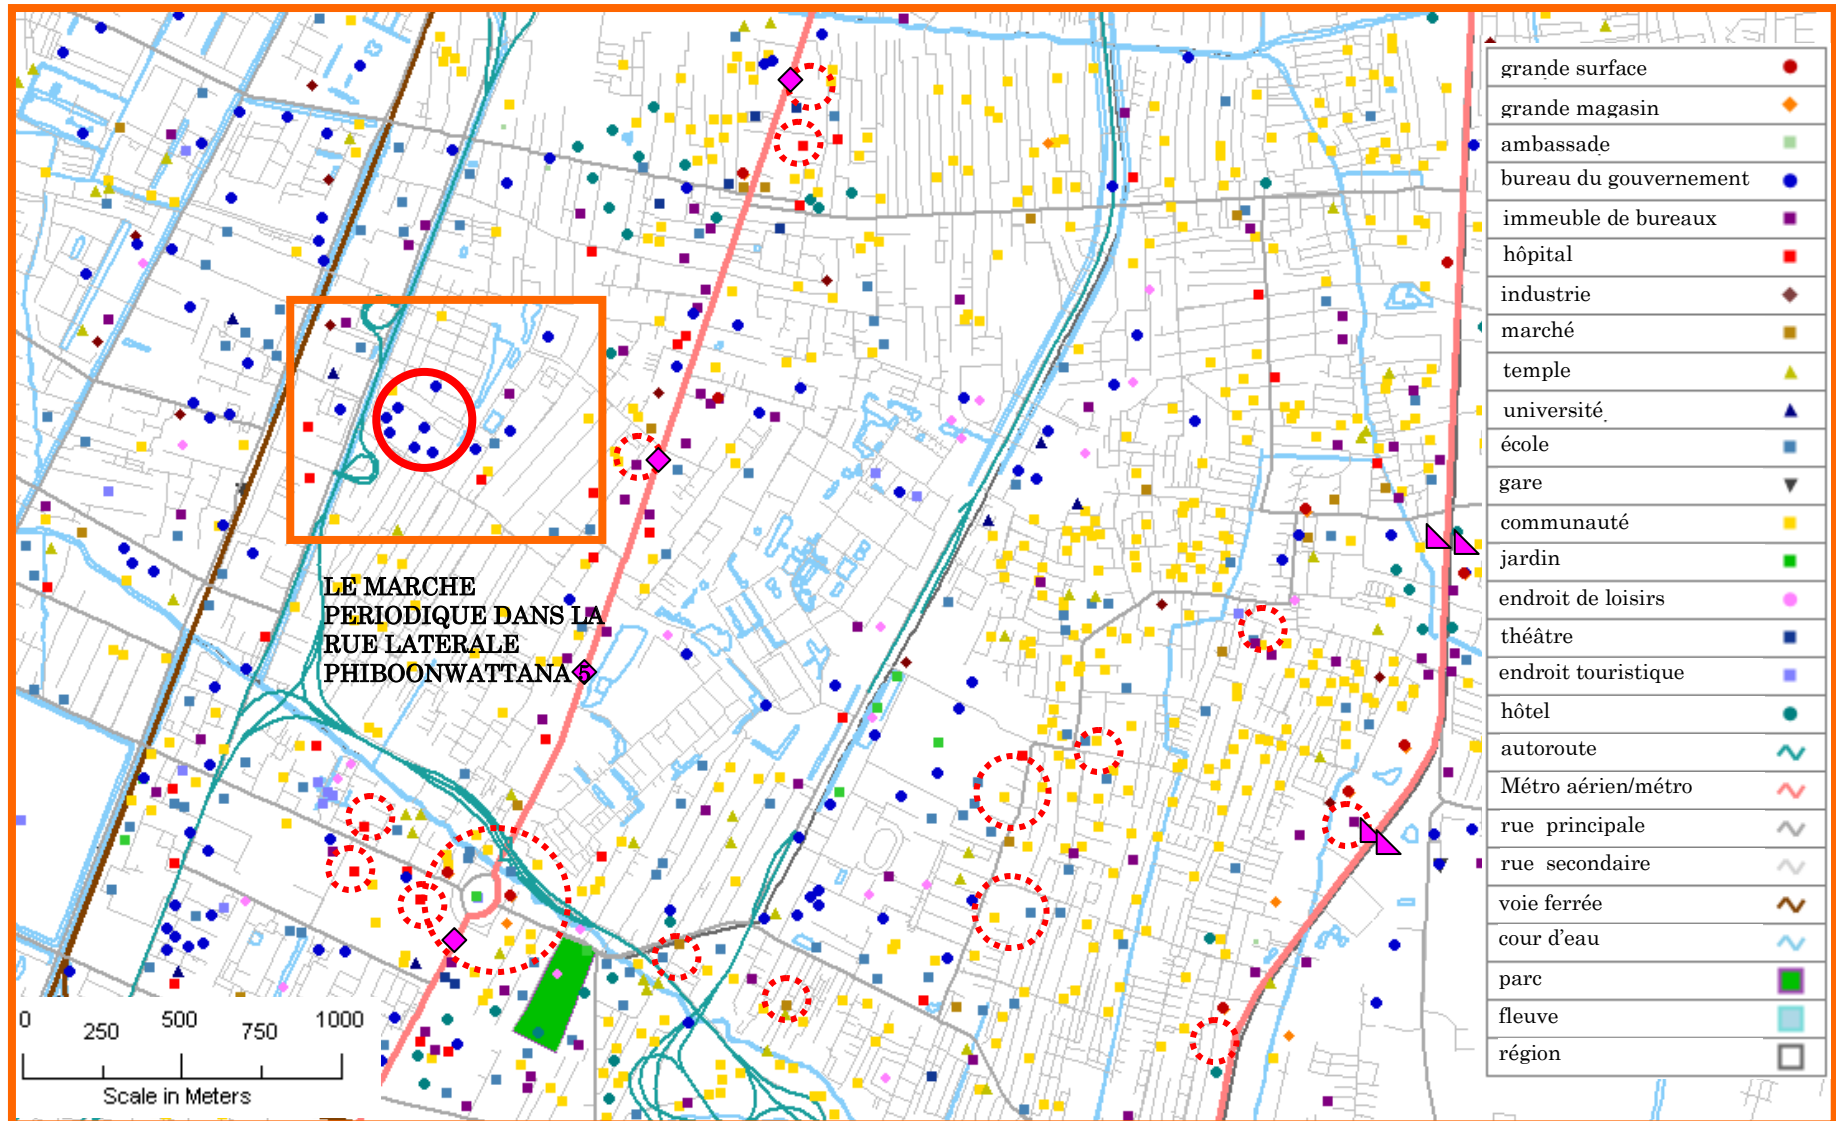 grande surface
grande magasin
ambassade
bureau du gouvernement
immeuble de bureaux
hôpital
industrie
marché
temple
université
école
gare
communauté
jardin
endroit de loisirs
théâtre
endroit touristique
hôtel
autoroute
Métro aérien/métro
rue principale
rue secondaire
voie ferrée
cour d'eau
parc
fleuve
région
LE MARCHE
PERIODIQUE DANS LA
RUE LATERALE
PHIBOONWATTANA 5
0 250 500 750 1000
Scale in Meters